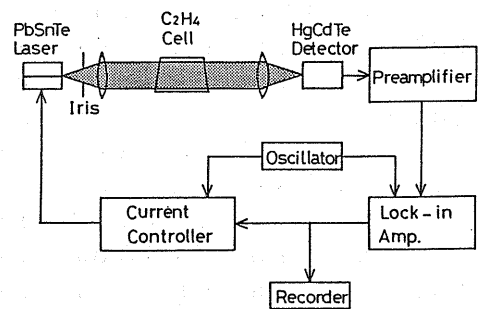 PbSnTe
Laser
C₂H₄
Cell
HgCdTe
Detector
Iris
Preamplifier
Oscillator
Current
Controller
Lock-in
Amp.
Recorder